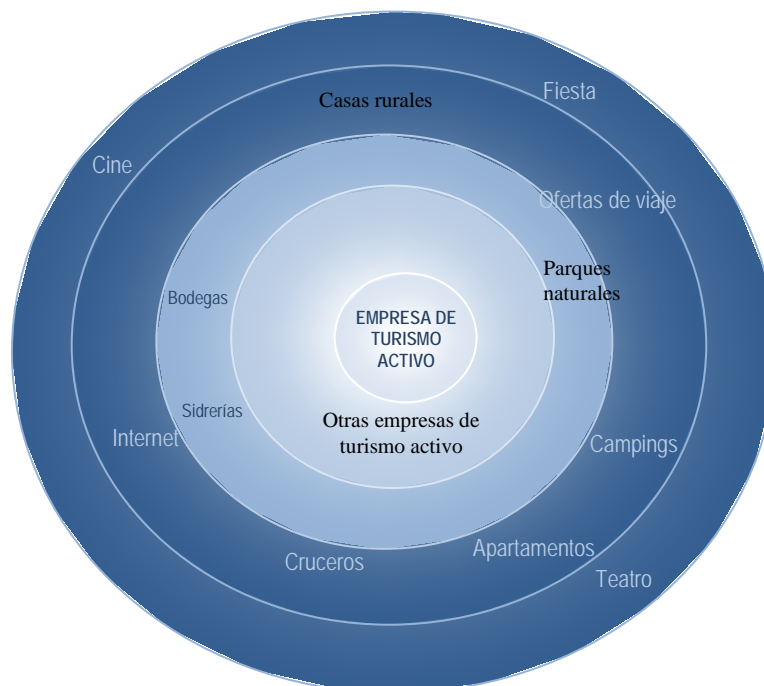 Fiesta
Casas rurales
Cine
Ofertas de viaje
Parques
naturales
Bodegas
EMPRESA DE
TURISMO
ACTIVO
Sidrerías
Otras empresas de
turismo activo
Internet
Campings
Apartamentos
Cruceros
Teatro